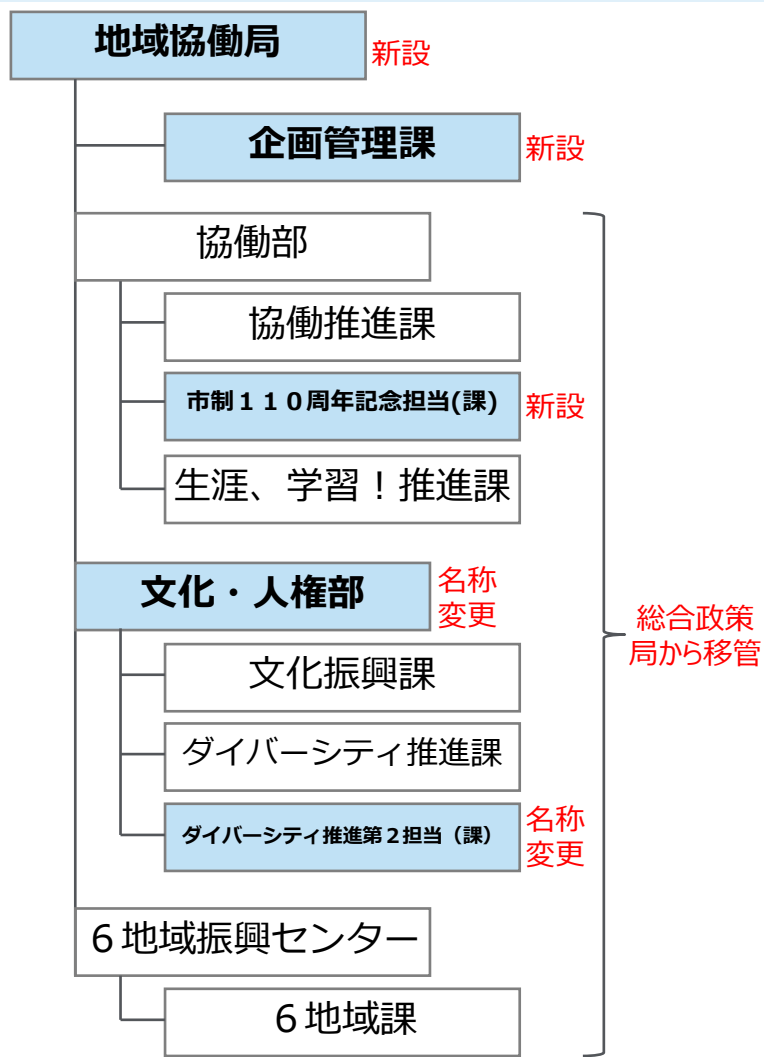 地域協働局
新設
企画管理課
新設
協働部
協働推進課
市制１１０周年記念担当(課)
新設
生涯、学習！推進課
文化・人権部
名称
変更
文化振興課
ダイバーシティ推進課
ダイバーシティ推進第２担当（課）
名称
変更
６地域振興センター
６地域課
総合政策
局から移管